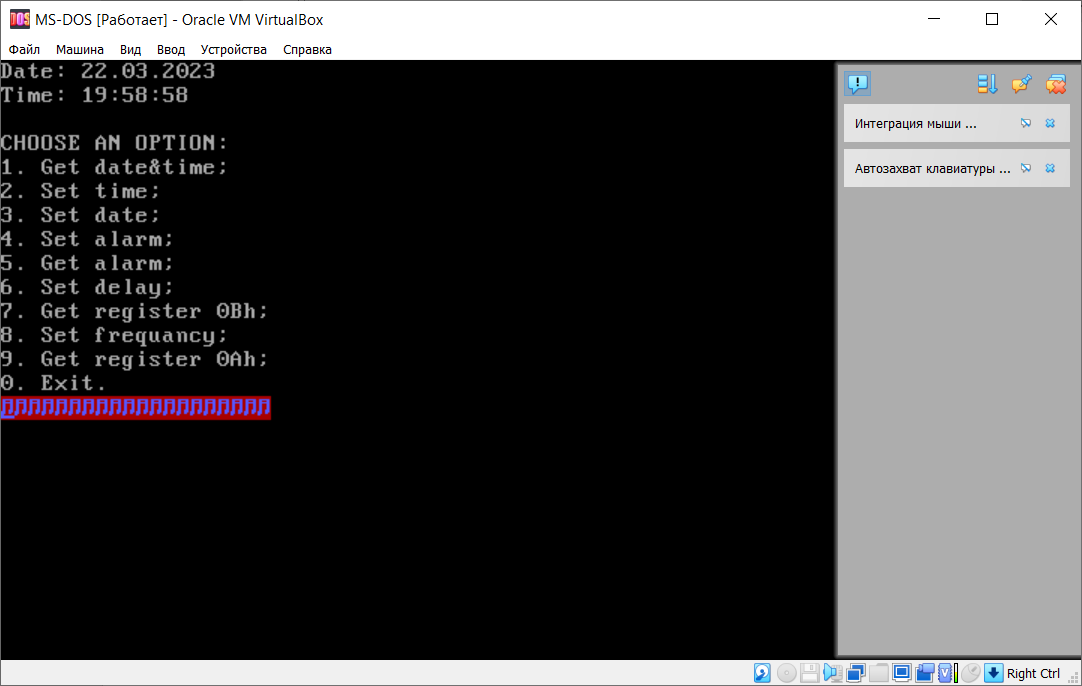 MS-DOS [Работает] - Oracle VM VirtualBox
Файл Машина Вид Ввод Устройства Справка
Date: 22.03.2023
Time: 19:58:58
CHOOSE AN OPTION:
1. Get date&time;
2. Set time;
3. Set date;
4. Set alarm;
5. Get alarm;
6. Set delay;
7. Get register 0Bh;
8. Set frequancy;
9. Get register 0Ah;
0. Exit.
♫♫♫♫♫♫♫♫♫♫♫♫♫♫♫♫♫♫♫♫
Интеграция мыши ...
Автозахват клавиатуры ...
Right Ctrl